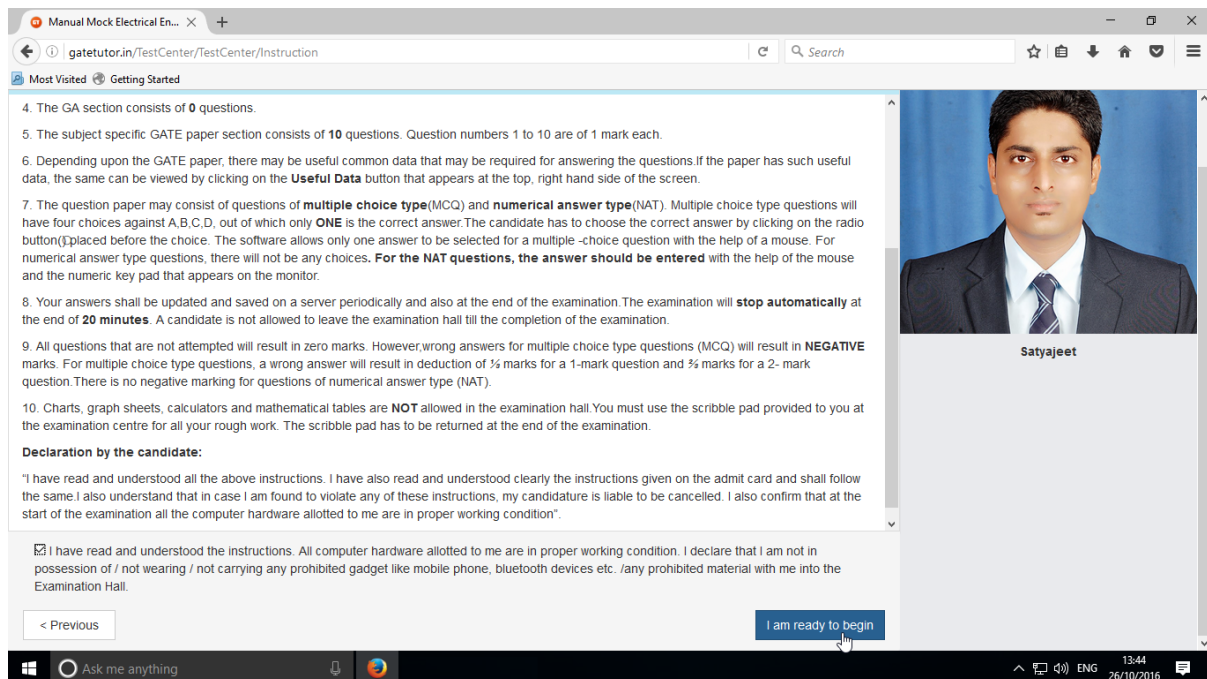 Manual Mock Electrical En...
gatetutor.in/TestCenter/TestCenter/Instruction
Search
Most Visited Getting Started
4. The GA section consists of 0 questions.
5. The subject specific GATE paper section consists of 10 questions. Question numbers 1 to 10 are of 1 mark each.
6. Depending upon the GATE paper, there may be useful common data that may be required for answering the questions.If the paper has such useful
data, the same can be viewed by clicking on the Useful Data button that appears at the top, right hand side of the screen.
7. The question paper may consist of questions of multiple choice type(MCQ) and numerical answer type(NAT). Multiple choice type questions will
have four choices against A,B,C,D, out of which only ONE is the correct answer.The candidate has to choose the correct answer by clicking on the radio
button() placed before the choice. The software allows only one answer to be selected for a multiple -choice question with the help of a mouse. For
numerical answer type questions, there will not be any choices. For the NAT questions, the answer should be entered with the help of the mouse
and the numeric key pad that appears on the monitor.
8. Your answers shall be updated and saved on a server periodically and also at the end of the examination.The examination will stop automatically at
the end of 20 minutes. A candidate is not allowed to leave the examination hall till the completion of the examination.
9. All questions that are not attempted will result in zero marks. However,wrong answers for multiple choice type questions (MCQ) will result in NEGATIVE
marks. For multiple choice type questions, a wrong answer will result in deduction of ⅓ marks for a 1-mark question and ⅔ marks for a 2- mark
question.There is no negative marking for questions of numerical answer type (NAT).
10. Charts, graph sheets, calculators and mathematical tables are NOT allowed in the examination hall.You must use the scribble pad provided to you at
the examination centre for all your rough work. The scribble pad has to be returned at the end of the examination.
Declaration by the candidate:
“I have read and understood all the above instructions. I have also read and understood clearly the instructions given on the admit card and shall follow
the same.I also understand that in case I am found to violate any of these instructions, my candidature is liable to be cancelled. I also confirm that at the
start of the examination all the computer hardware allotted to me are in proper working condition”.
I have read and understood the instructions. All computer hardware allotted to me are in proper working condition. I declare that I am not in
possession of / not wearing / not carrying any prohibited gadget like mobile phone, bluetooth devices etc. /any prohibited material with me into the
Examination Hall.
< Previous
I am ready to begin
Satyajeet
Ask me anything
ENG
13:44
26/10/2016